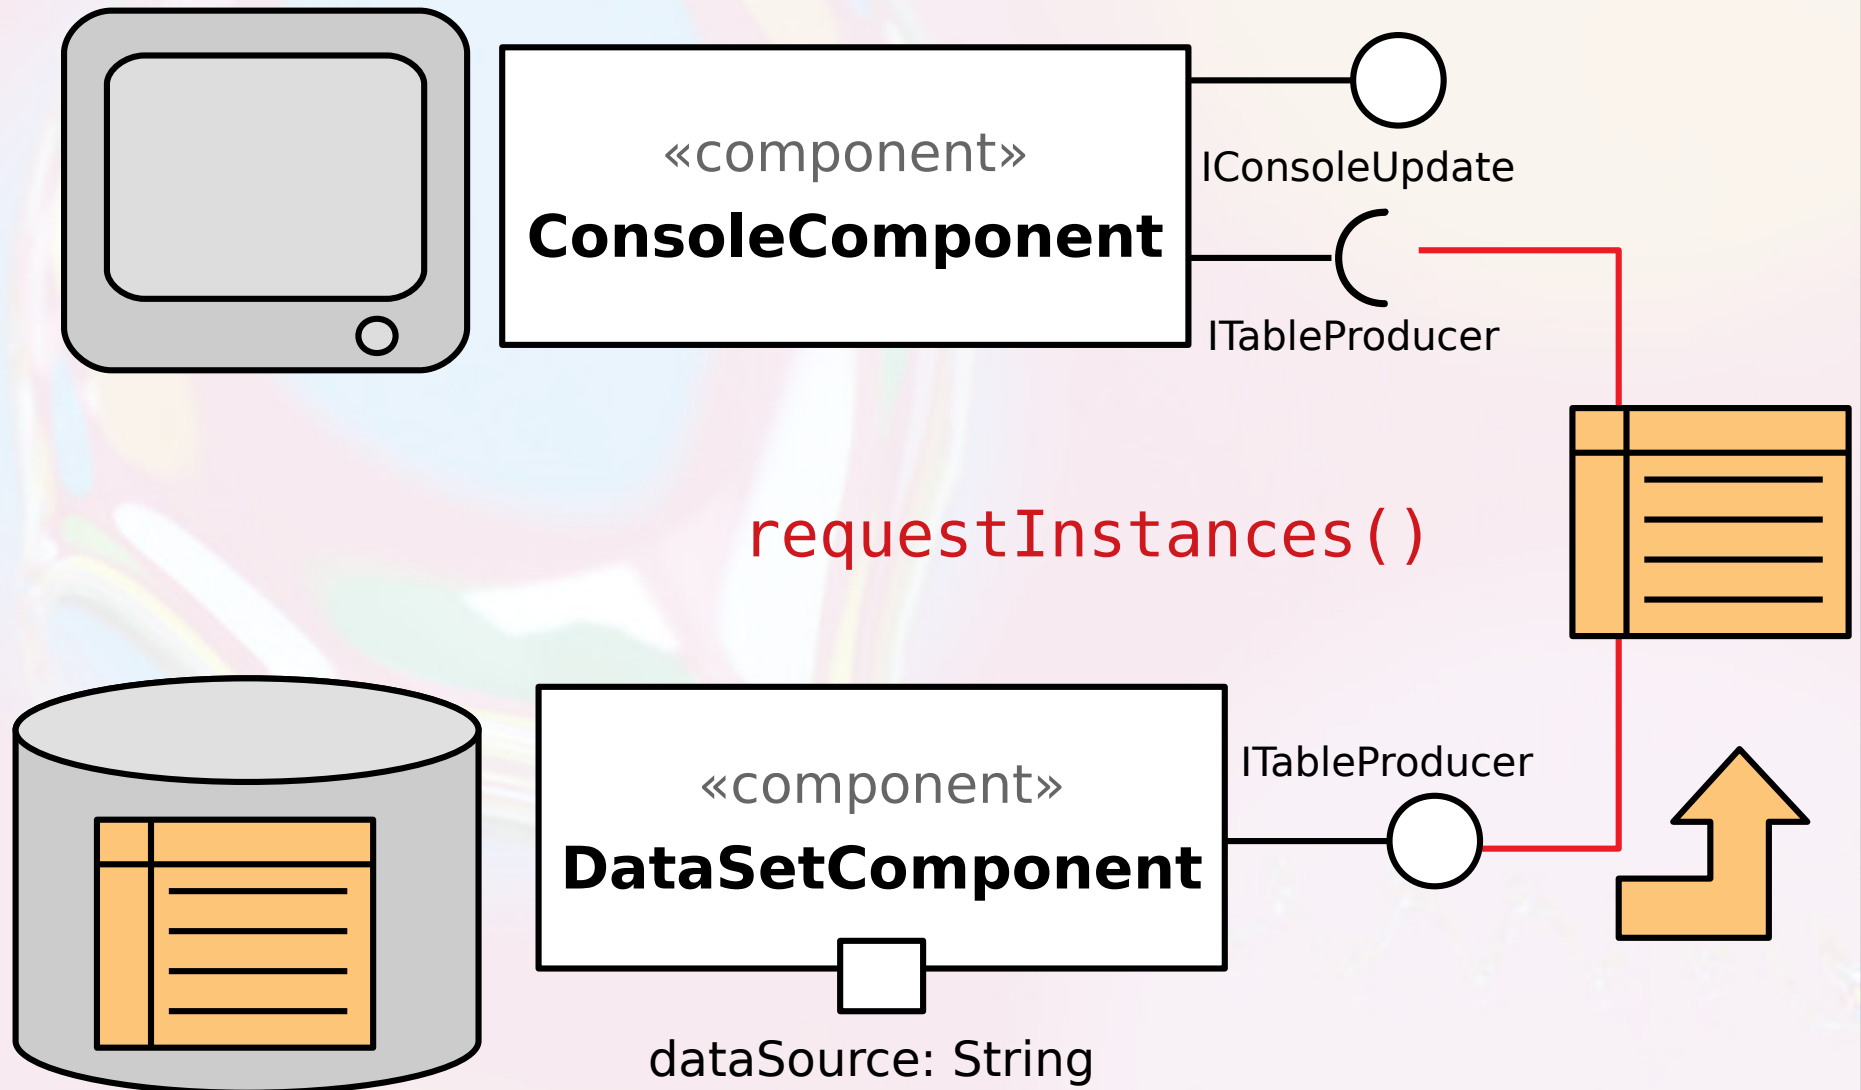 «component»
ConsoleComponent
IConsoleUpdate
ITableProducer
requestInstances()
«component»
DataSetComponent
ITableProducer
dataSource: String